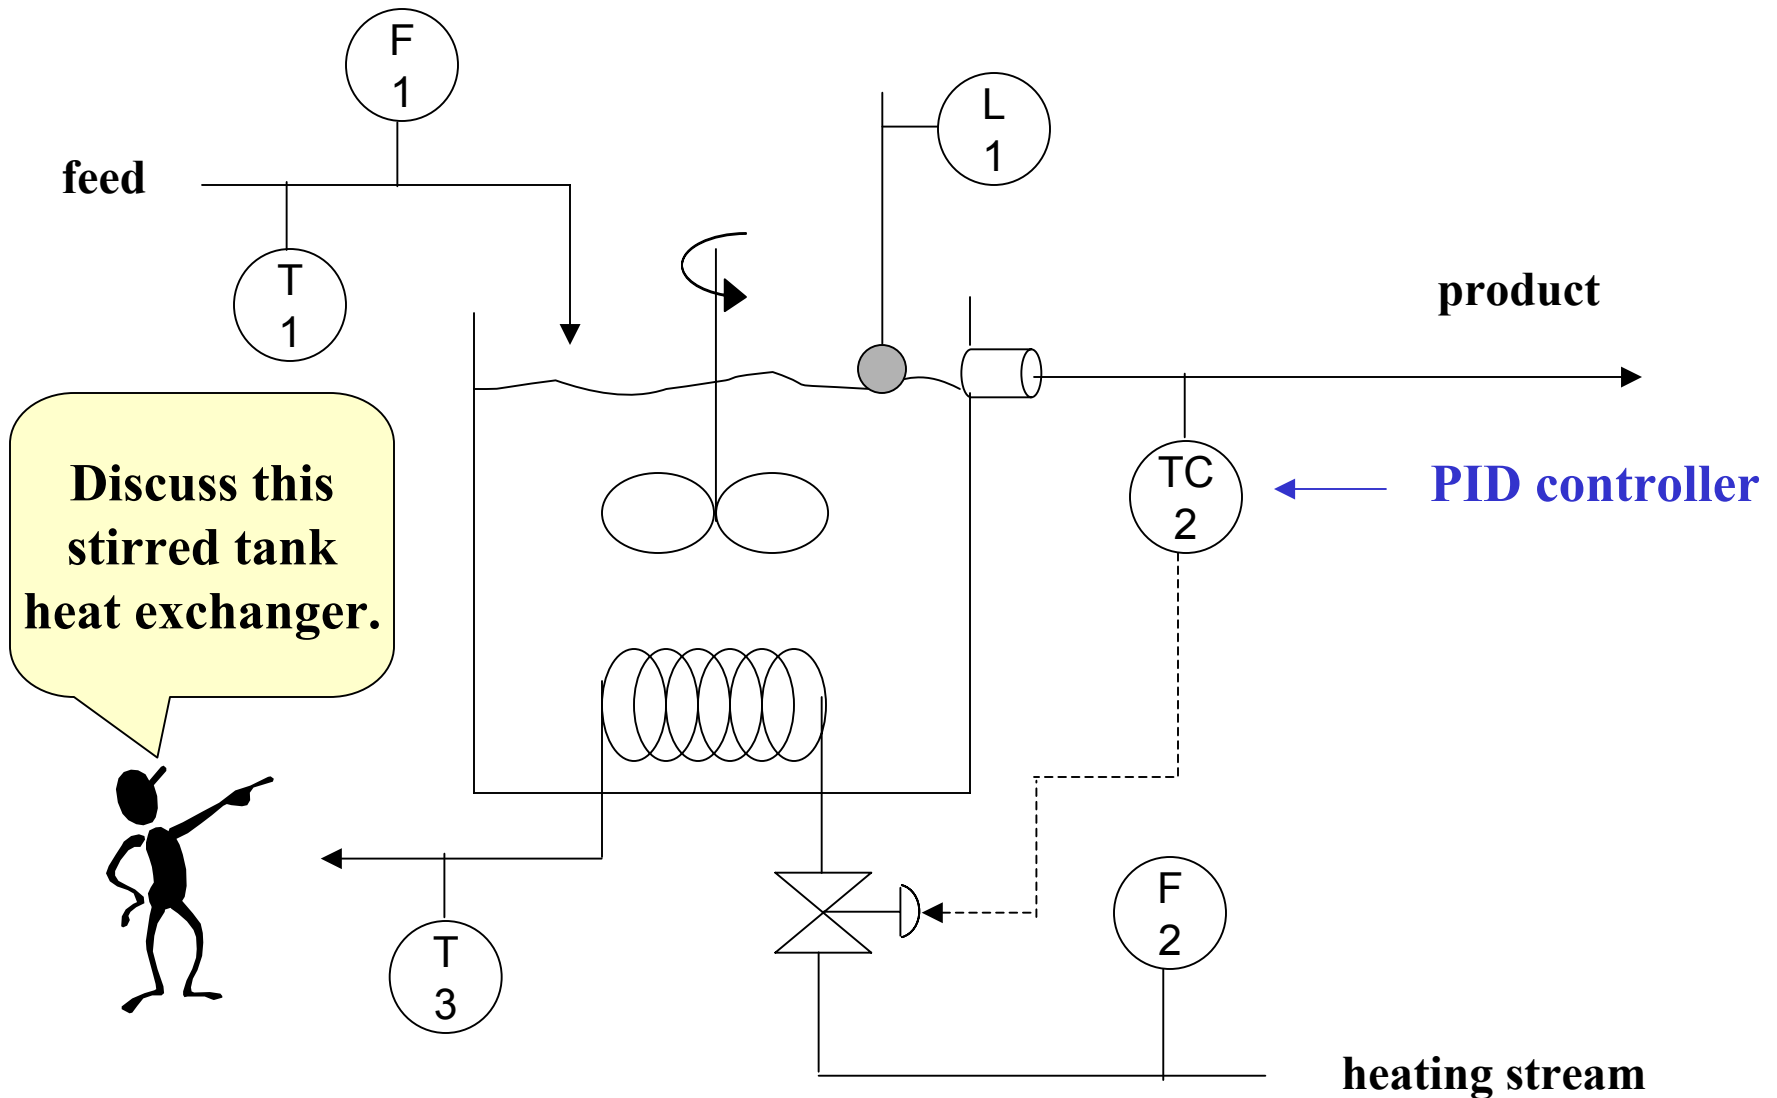 F
1
L
1
feed
T
1
product
Discuss this
stirred tank
heat exchanger.
TC
2
PID controller
F
2
T
3
heating stream